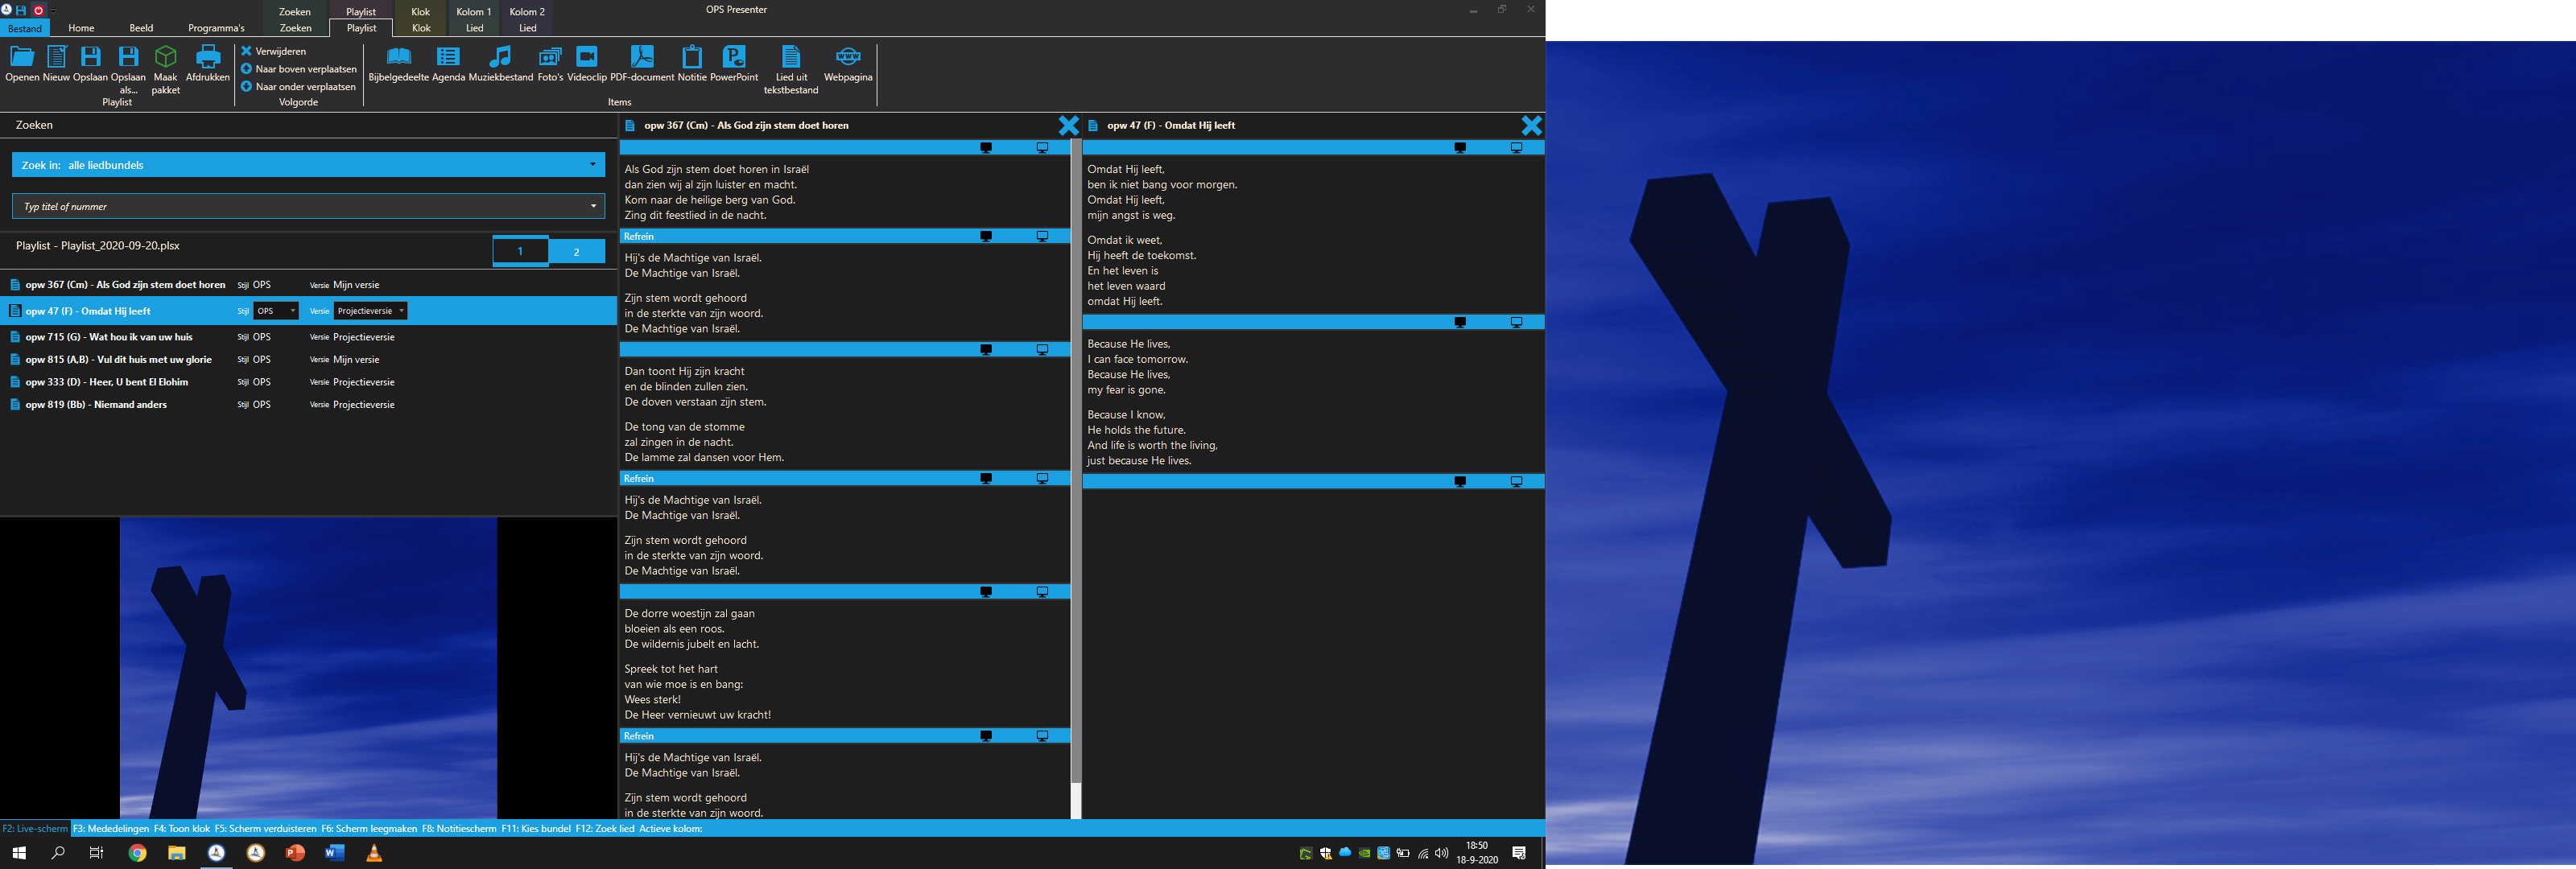 Zoeken Playlist Klok Kolom 1 Kolom 2 OPS Presenter
Bestand Home Beeld Programma's Zoeken Playlist Klok Lied Lied
Openen Nieuw Opslaan Opslaan als... Maak pakket Afdrukken
Playlist
Verwijderen
Naar boven verplaatsen
Naar onder verplaatsen
Volgorde
Bijbelgedeelte Agenda Muziekbestand Foto's Videoclip PDF-document Notitie PowerPoint Lied uit tekstbestand Webpagina
Items
Zoeken
Zoek in: alle liedbundels
Typ titel of nummer
Playlist - Playlist_2020-09-20.plsx 1 2
opw 367 (Cm) - Als God zijn stem doet horen Stijl OPS Versie Mijn versie
opw 47 (F) - Omdat Hij leeft Stijl OPS Versie Projectieversie
opw 715 (G) - Wat hou ik van uw huis Stijl OPS Versie Projectieversie
opw 815 (A,B) - Vul dit huis met uw glorie Stijl OPS Versie Mijn versie
opw 333 (D) - Heer, U bent El Elohim Stijl OPS Versie Projectieversie
opw 819 (Bb) - Niemand anders Stijl OPS Versie Projectieversie
opw 367 (Cm) - Als God zijn stem doet horen
Als God zijn stem doet horen in Israël
dan zien wij al zijn luister en macht.
Kom naar de heilige berg van God.
Zing dit feestlied in de nacht.
Refrein
Hij's de Machtige van Israël.
De Machtige van Israël.
Zijn stem wordt gehoord
in de sterkte van zijn woord.
De Machtige van Israël.
Dan toont Hij zijn kracht
en de blinden zullen zien.
De doven verstaan zijn stem.
De tong van de stomme
zal zingen in de nacht.
De lamme zal dansen voor Hem.
Refrein
Hij's de Machtige van Israël.
De Machtige van Israël.
Zijn stem wordt gehoord
in de sterkte van zijn woord.
De Machtige van Israël.
De dorre woestijn zal gaan
bloeien als een roos.
De wildernis jubelt en lacht.
Spreek tot het hart
van wie moe is en bang:
Wees sterk!
De Heer vernieuwt uw kracht!
Refrein
Hij's de Machtige van Israël.
De Machtige van Israël.
Zijn stem wordt gehoord
in de sterkte van zijn woord.
opw 47 (F) - Omdat Hij leeft
Omdat Hij leeft,
ben ik niet bang voor morgen.
Omdat Hij leeft,
mijn angst is weg.
Omdat ik weet,
Hij heeft de toekomst.
En het leven is
het leven waard
omdat Hij leeft.
Because He lives,
I can face tomorrow.
Because He lives,
my fear is gone.
Because I know,
He holds the future.
And life is worth the living,
just because He lives.
F2: Live-scherm F3: Mededelingen F4: Toon klok F5: Scherm verduisteren F6: Scherm leegmaken F8: Notitiescherm F11: Kies bundel F12: Zoek lied Actieve kolom:
18:50
18-9-2020